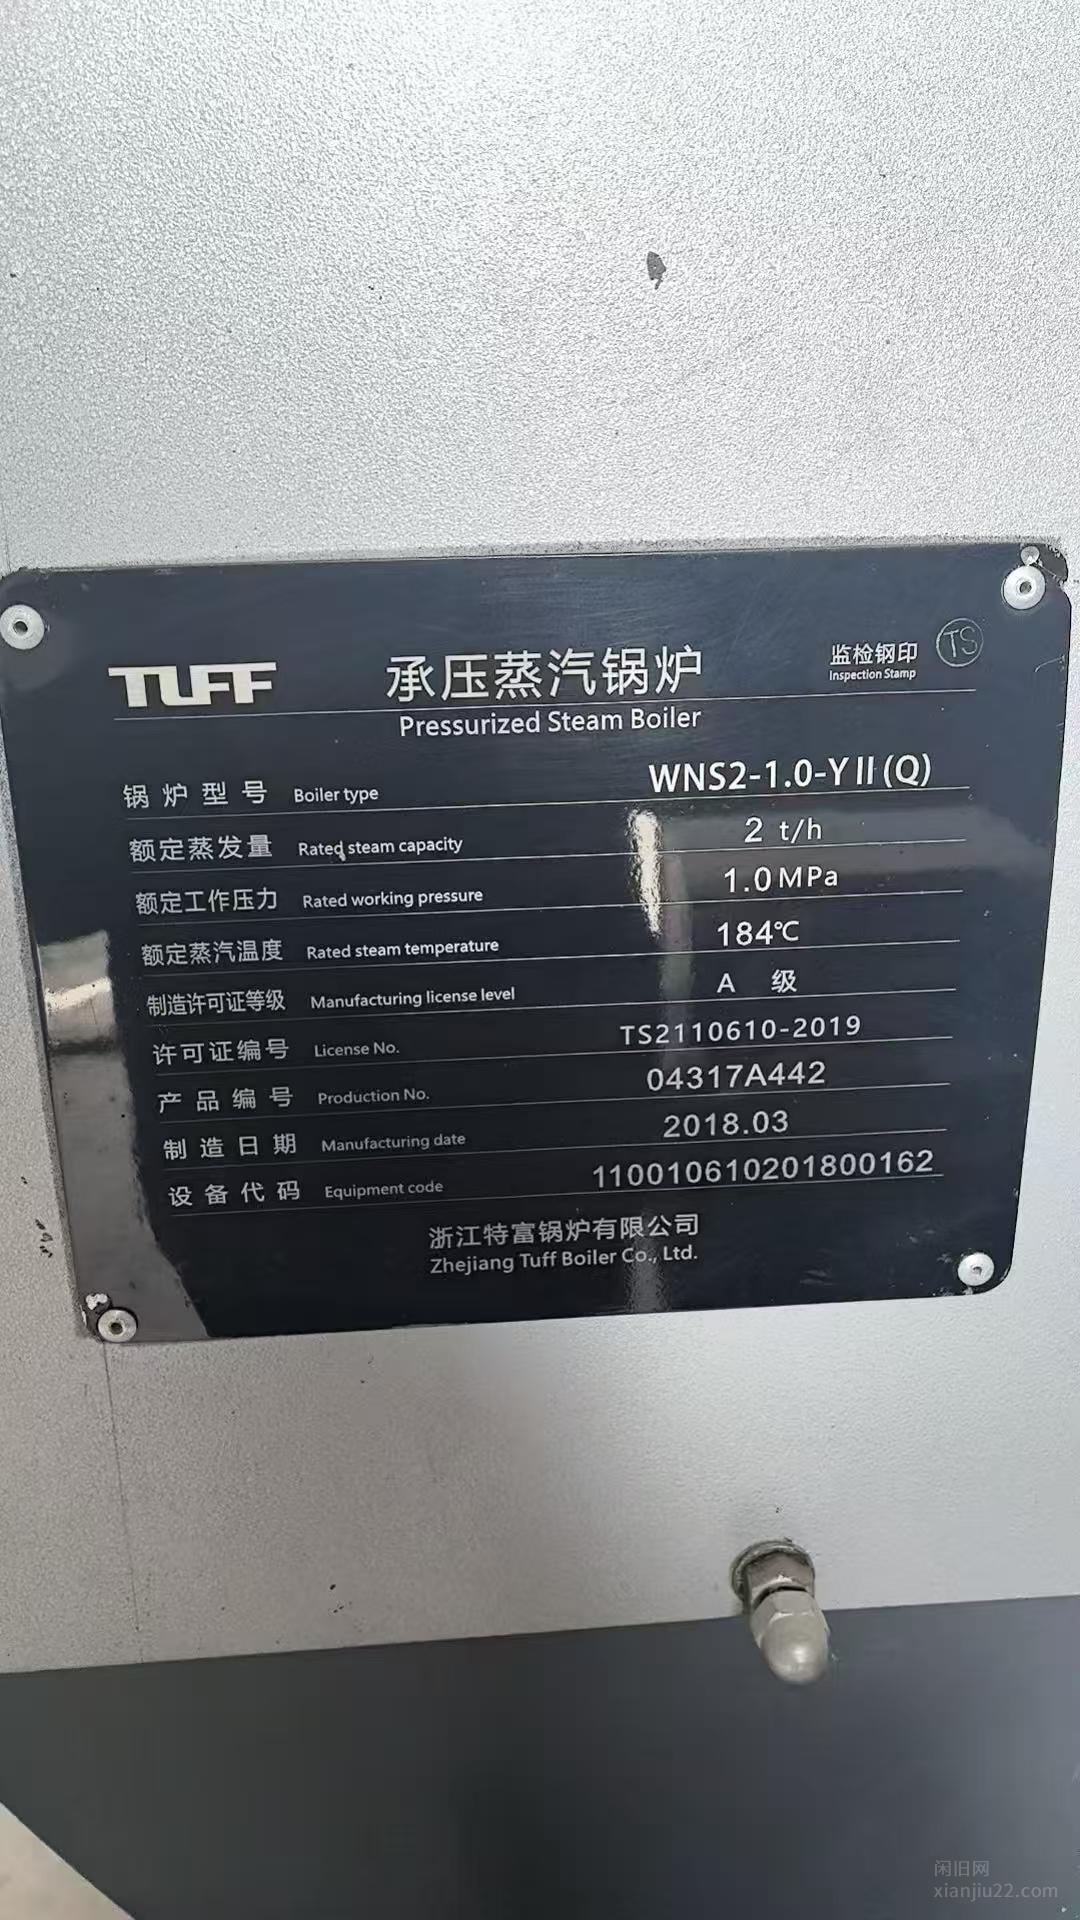 TUFF 承压蒸汽锅炉 监检钢印 TS
Pressurized Steam Boiler Inspection Stamp
锅炉型号 Boiler type WNS2-1.0-YII(Q)
额定蒸发量 Rated steam capacity 2 t/h
额定工作压力 Rated working pressure 1.0MPa
额定蒸汽温度 Rated steam temperature 184℃
制造许可证等级 Manufacturing license level A 级
许可证编号 License No. TS2110610-2019
产品编号 Production No. 04317A442
制造日期 Manufacturing date 2018.03
设备代码 Equipment code 110010610201800162
浙江特富锅炉有限公司
Zhejiang Tuff Boiler Co., Ltd.
闲旧网
xianjiu22.com